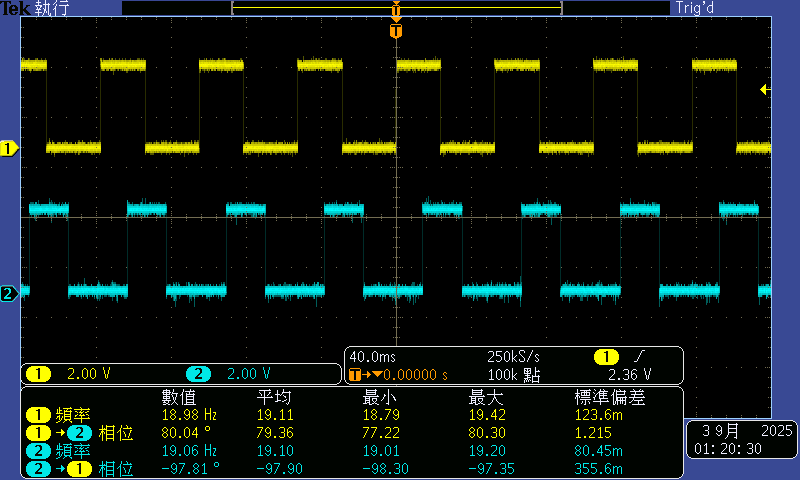 Tek 執行 Trig'd
T
T
1
2
1 2.00 V 2 2.00 V
40.0ms 250kS/s 1
T→▼0.00000 s 100k 點 2.36 V
數值 平均 最小 最大 標準偏差
1 頻率 18.98 Hz 19.11 18.79 19.42 123.6m
1→2 相位 80.04 ° 79.36 77.22 80.30 1.215
2 頻率 19.06 Hz 19.10 19.01 19.20 80.45m
2→1 相位 -97.81 ° -97.90 -98.30 -97.35 355.6m
3 9月 2025
01:20:30